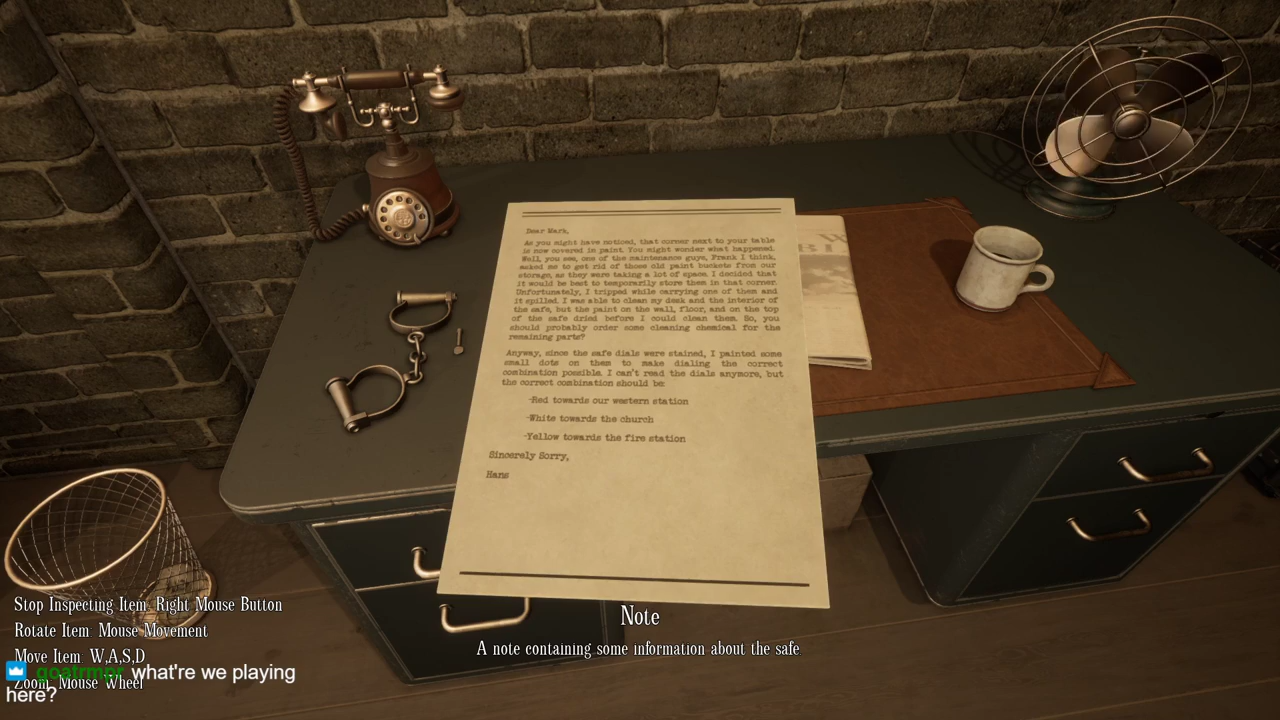 Dear Mark,
As you might have noticed, that corner next to your table
is now covered in paint. You might wonder what happened.
Well, you see, one of the maintenance guys, Frank I think,
asked me to get rid of those old paint buckets from our
storage, as they were taking a lot of space. I decided that
it would be best to temporarily store them in that corner.
Unfortunately, I tripped while carrying one of them and
it spilled. I was able to clean my desk and the interior of
the safe, but the paint on the wall, floor, and on the top
of the safe dried before I could clean them. So, you
should probably order some cleaning chemical for the
remaining parts?
Anyway, since the safe dials were stained, I painted some
small dots on them to make dialing the correct
combination possible. I can't read the dials anymore, but
the correct combination should be:
-Red towards our western station
-White towards the church
-Yellow towards the fire station
Sincerely Sorry,
Hans
Note
A note containing some information about the safe.
Stop Inspecting Item: Right Mouse Button
Rotate Item: Mouse Movement
Move Item: W,A,S,D
Zoom: Mouse Wheel
goatrmpr what're we playing
here?